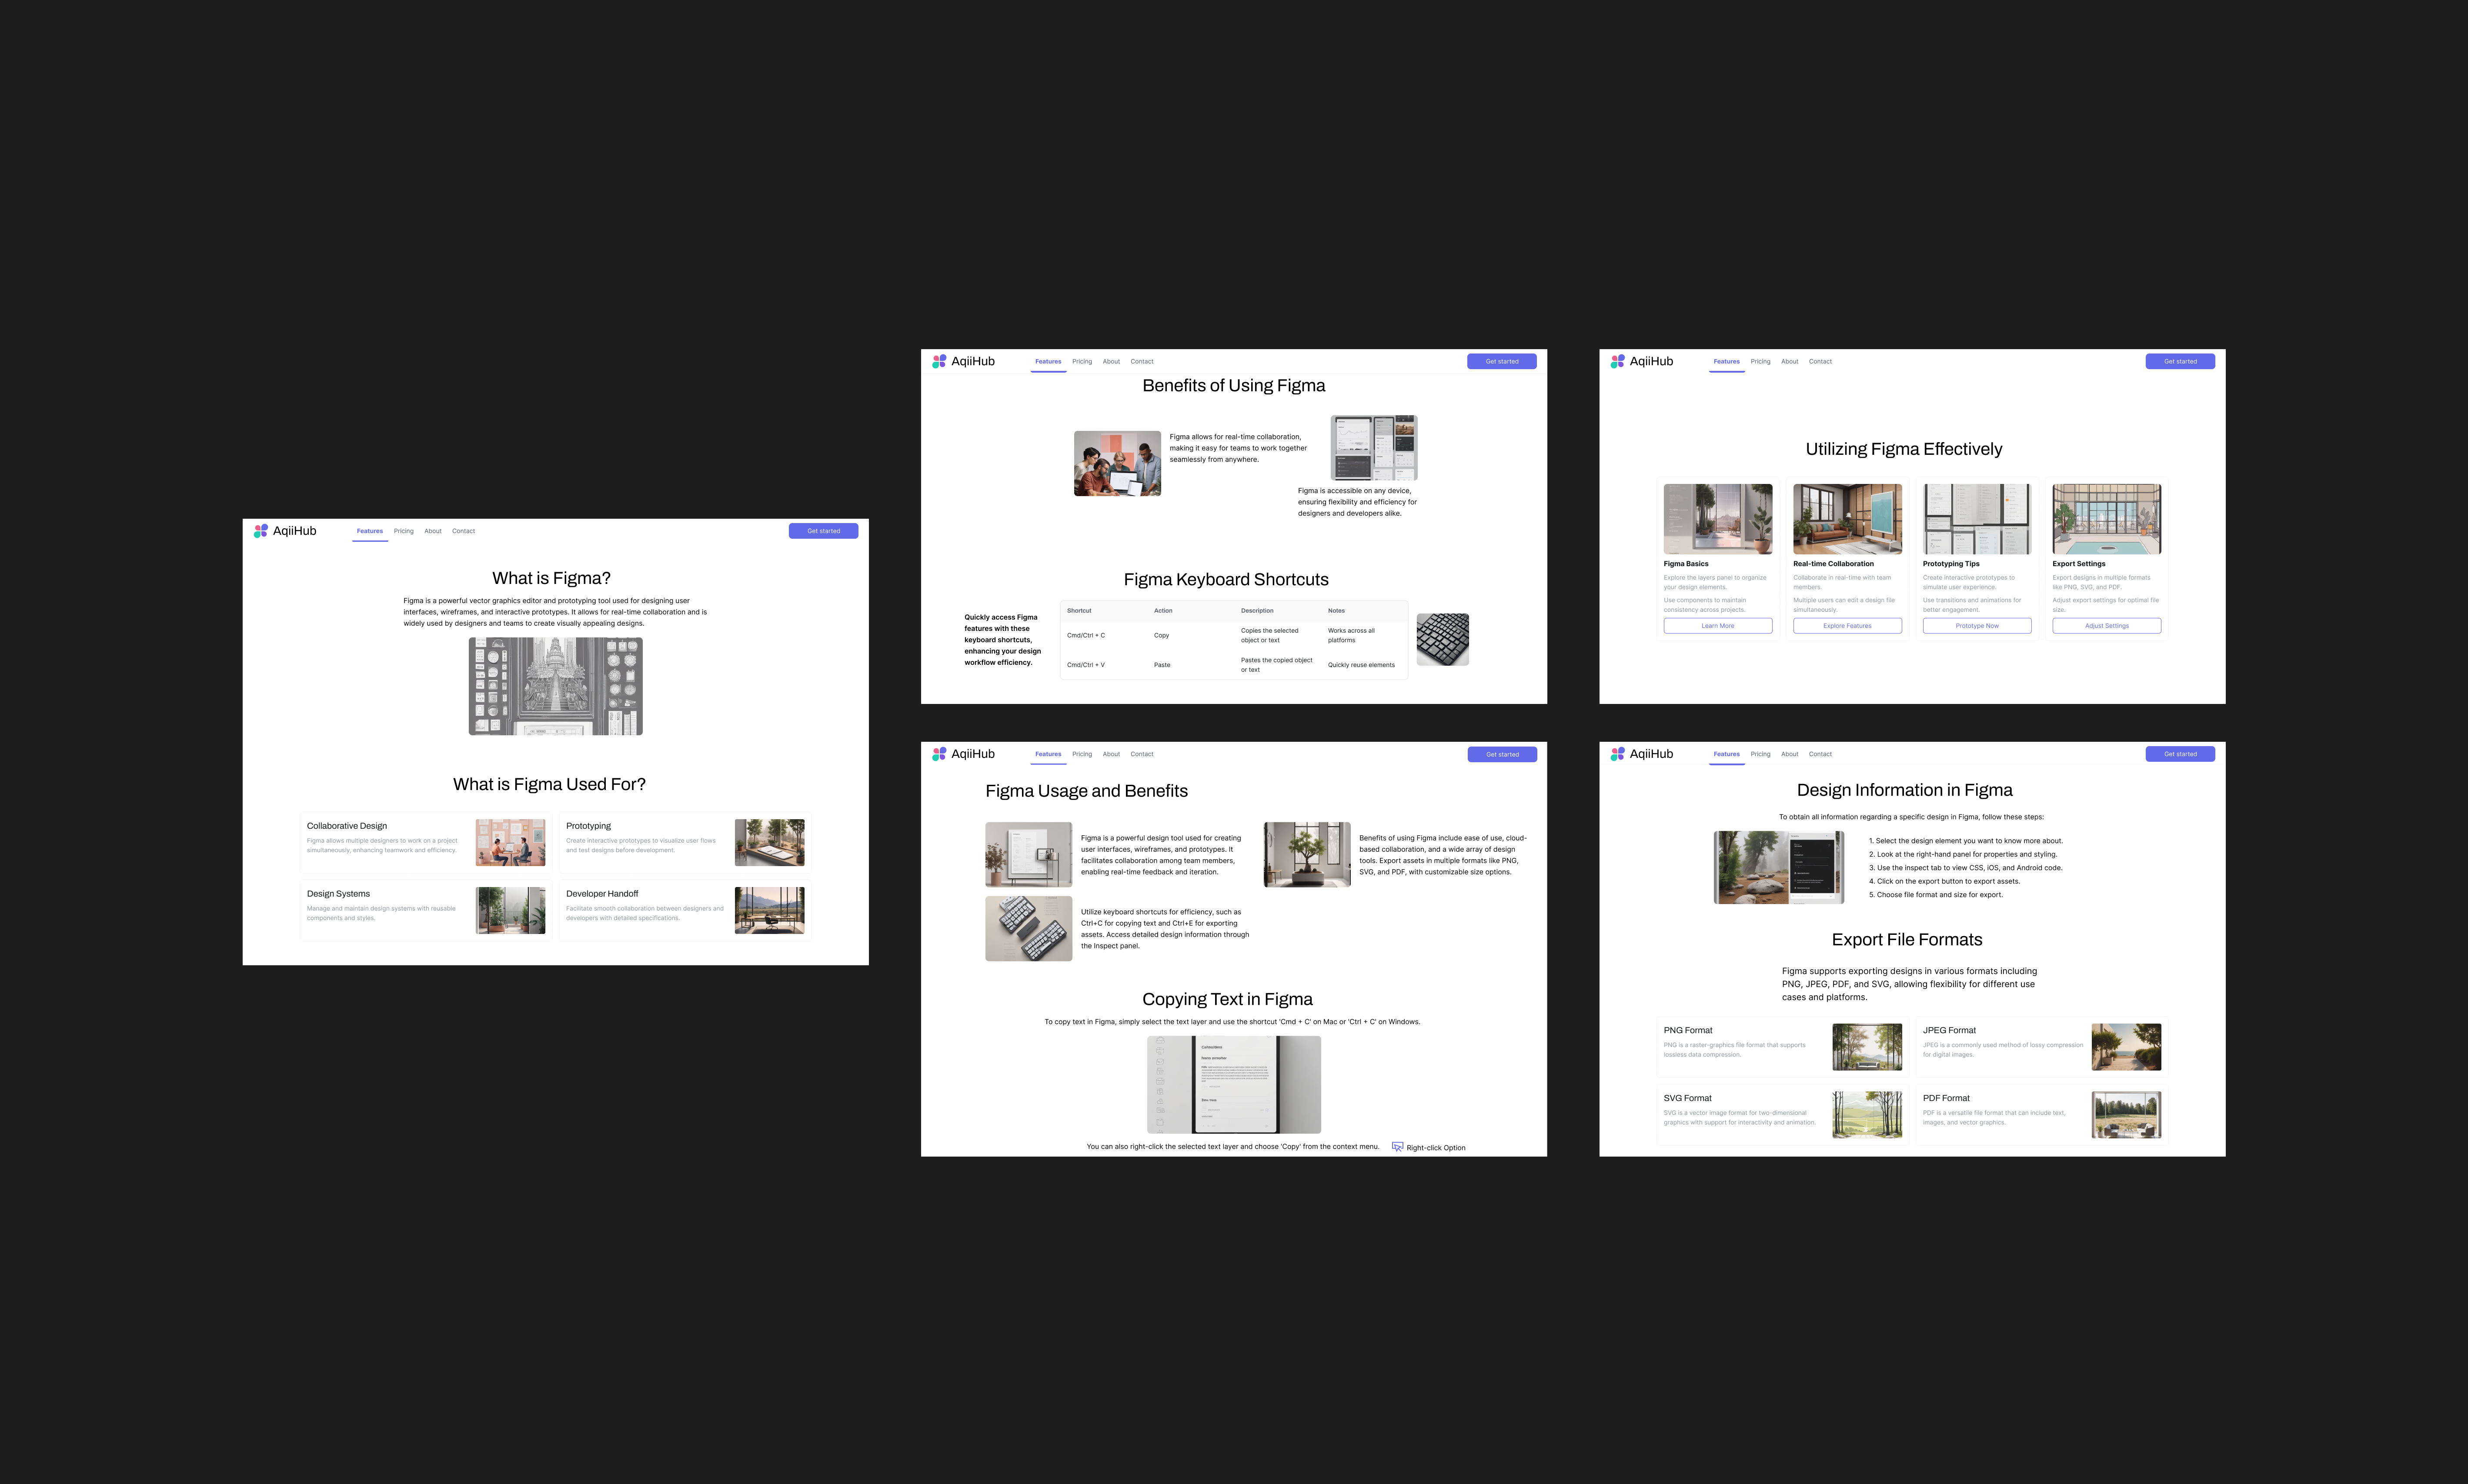 AqiiHub
Features
Pricing
About
Contact
Get started
What is Figma?
Figma is a powerful vector graphics editor and prototyping tool used for designing user
interfaces, wireframes, and interactive prototypes. It allows for real-time collaboration and is
widely used by designers and teams to create visually appealing designs.
What is Figma Used For?
Collaborative Design
Figma allows multiple designers to work on a project
simultaneously, enhancing teamwork and efficiency.
Prototyping
Create interactive prototypes to visualize user flows
and test designs before development.
Design Systems
Manage and maintain design systems with reusable
components and styles.
Developer Handoff
Facilitate smooth collaboration between designers and
developers with detailed specifications.
AqiiHub
Features
Pricing
About
Contact
Get started
Benefits of Using Figma
Figma allows for real-time collaboration,
making it easy for teams to work together
seamlessly from anywhere.
Figma is accessible on any device,
ensuring flexibility and efficiency for
designers and developers alike.
Figma Keyboard Shortcuts
Quickly access Figma
features with these
keyboard shortcuts,
enhancing your design
workflow efficiency.
Shortcut
Action
Description
Notes
Cmd/Ctrl + C
Copy
Copies the selected
object or text
Works across all
platforms
Cmd/Ctrl + V
Paste
Pastes the copied object
or text
Quickly reuse elements
AqiiHub
Features
Pricing
About
Contact
Get started
Utilizing Figma Effectively
Figma Basics
Explore the layers panel to organize
your design elements.
Use components to maintain
consistency across projects.
Learn More
Real-time Collaboration
Collaborate in real-time with team
members.
Multiple users can edit a design file
simultaneously.
Explore Features
Prototyping Tips
Create interactive prototypes to
simulate user experience.
Use transitions and animations for
better engagement.
Prototype Now
Export Settings
Export designs in multiple formats
like PNG, SVG, and PDF.
Adjust export settings for optimal file
size.
Adjust Settings
AqiiHub
Features
Pricing
About
Contact
Get started
Figma Usage and Benefits
Figma is a powerful design tool used for creating
user interfaces, wireframes, and prototypes. It
facilitates collaboration among team members,
enabling real-time feedback and iteration.
Benefits of using Figma include ease of use, cloud-
based collaboration, and a wide array of design
tools. Export assets in multiple formats like PNG,
SVG, and PDF, with customizable size options.
Utilize keyboard shortcuts for efficiency, such as
Ctrl+C for copying text and Ctrl+E for exporting
assets. Access detailed design information through
the Inspect panel.
Copying Text in Figma
To copy text in Figma, simply select the text layer and use the shortcut 'Cmd + C' on Mac or 'Ctrl + C' on Windows.
You can also right-click the selected text layer and choose 'Copy' from the context menu.
Right-click Option
AqiiHub
Features
Pricing
About
Contact
Get started
Design Information in Figma
To obtain all information regarding a specific design in Figma, follow these steps:
1. Select the design element you want to know more about.
2. Look at the right-hand panel for properties and styling.
3. Use the inspect tab to view CSS, iOS, and Android code.
4. Click on the export button to export assets.
5. Choose file format and size for export.
Export File Formats
Figma supports exporting designs in various formats including
PNG, JPEG, PDF, and SVG, allowing flexibility for different use
cases and platforms.
PNG Format
PNG is a raster-graphics file format that supports
lossless data compression.
JPEG Format
JPEG is a commonly used method of lossy compression
for digital images.
SVG Format
SVG is a vector image format for two-dimensional
graphics with support for interactivity and animation.
PDF Format
PDF is a versatile file format that can include text,
images, and vector graphics.